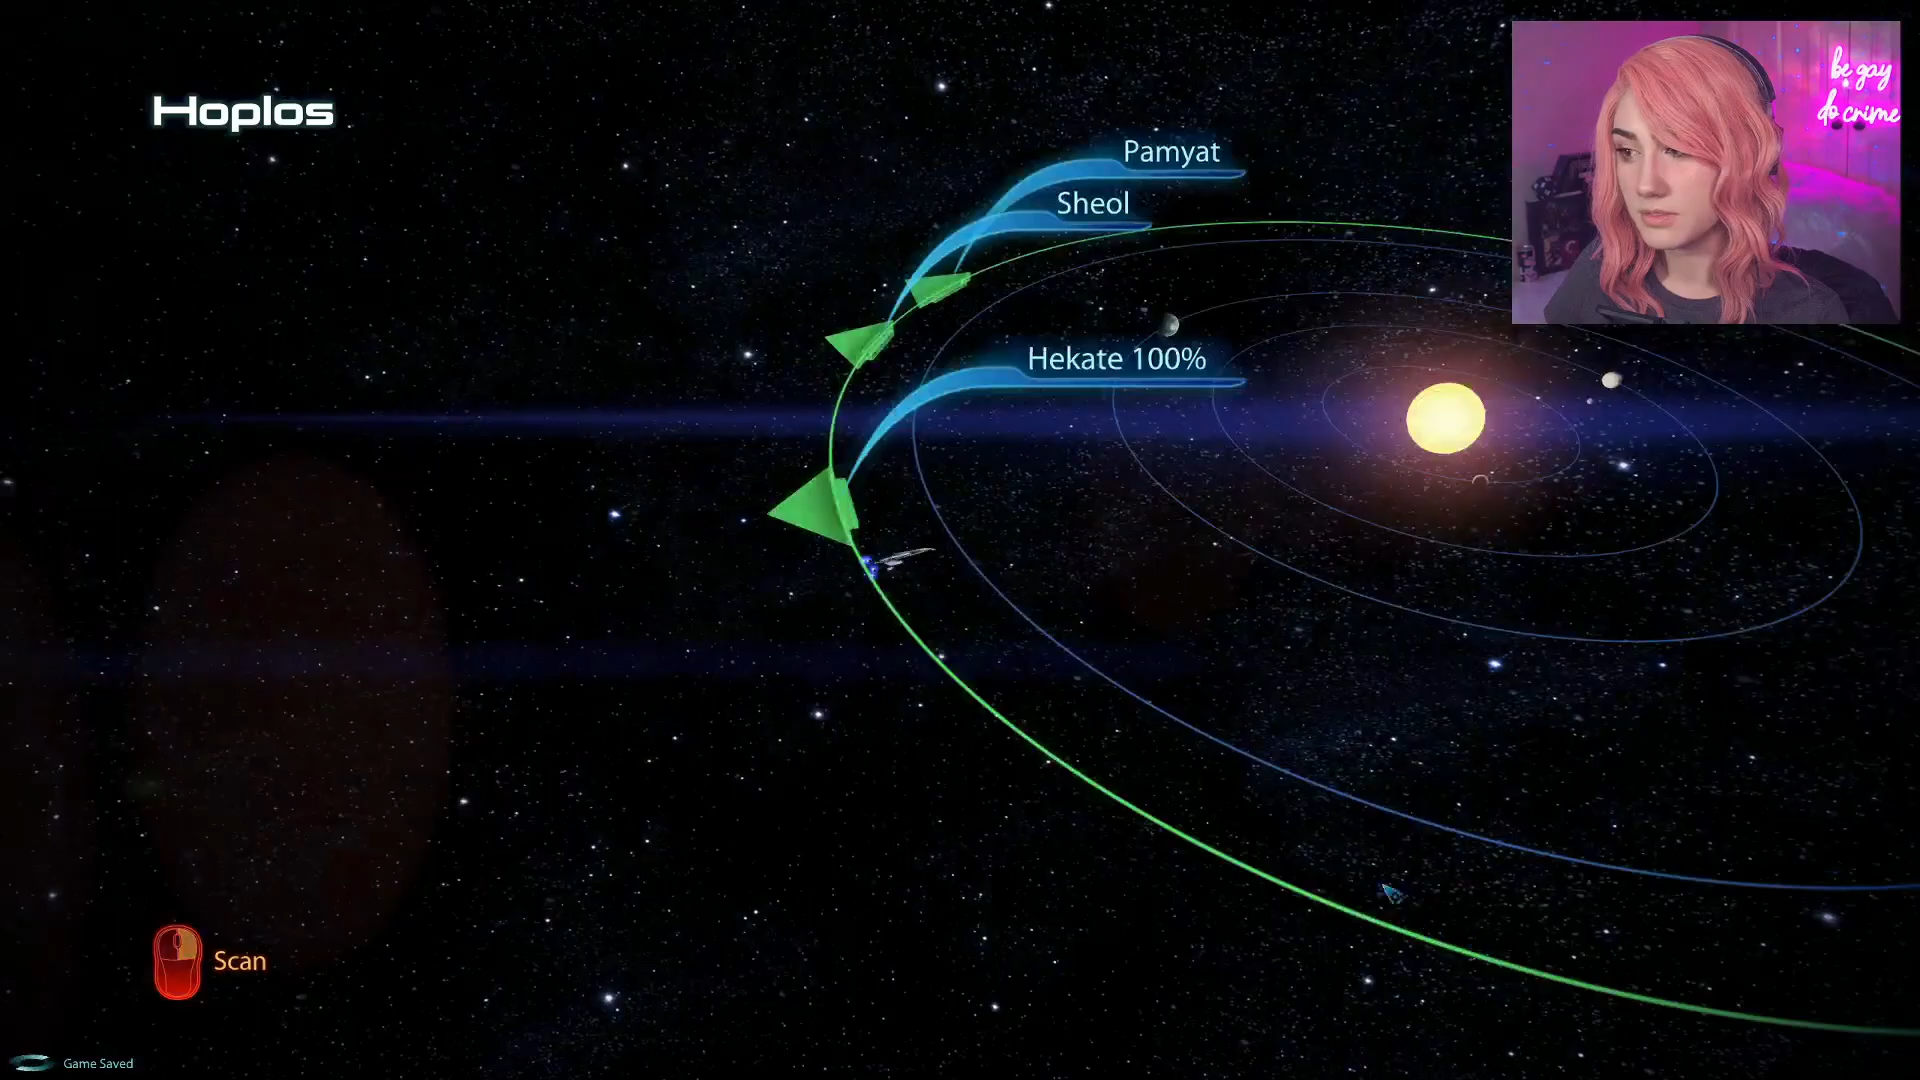 Hoplos
Pamyat
Sheol
Hekate 100%
be gay
do crime
Scan
Game Saved